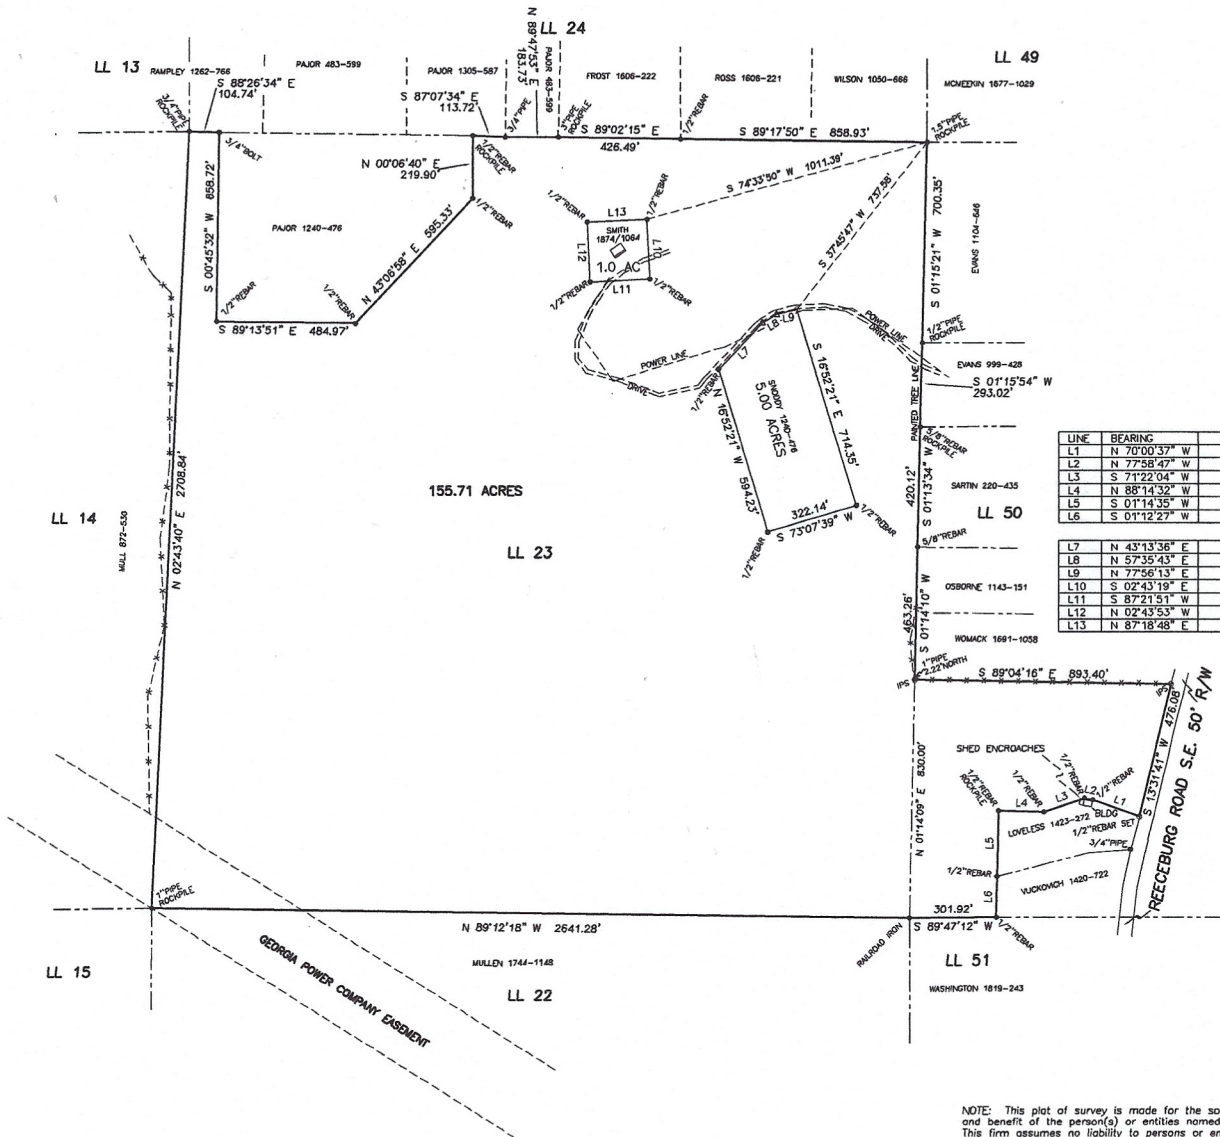 LL 24
LL 13
LL 49
RAMPLEY 1262-766
PAJOR 483-599
PAJOR 1305-587
N 89°47'53" E
183.73'
PAJOR 483-599
FROST 1606-222
ROSS 1606-221
WILSON 1050-666
MCMEEKIN 1677-1029
S 88°26'34" E
104.74'
S 87°07'34" E
113.72'
3/4"PIPE
ROCKPILE
3/4"BOLT
3/4"PIPE
1/2"REBAR
ROCKPILE
3"PIPE
ROCKPILE
1/2"REBAR
1.5"PIPE
ROCKPILE
S 89°02'15" E
426.49'
S 89°17'50" E 858.93'
N 00°06'40" E
219.90'
1/2"REBAR
S 74°33'50" W 1011.39'
S 37°45'47" W 737.58'
S 00°45'32" W 858.72'
PAJOR 1240-476
N 43°06'58" E 595.33'
1/2"REBAR
1/2"REBAR
S 89°13'51" E 484.97'
1/2"REBAR
1/2"REBAR
L13
SMITH
1874/1064
L12
1.0 AC
L11
1/2"REBAR
1/2"REBAR
S 01°15'21" W 700.35'
EVANS 1104-646
1/2"PIPE
ROCKPILE
EVANS 999-428
S 01°15'54" W
293.02'
POWER LINE
DRIVE
POWER LINE
DRIVE
L7
L8
L9
1/2"REBAR
SNODDY 1240-476
5.00 ACRES
S 16°52'21" E 714.35'
N 16°52'21" W 594.23'
322.14'
S 73°07'39" W
1/2"REBAR
1/2"REBAR
PAINTED TREE LINE
5/8"REBAR
ROCKPILE
420.12'
S 01°13'34" W
SARTIN 220-435
LL 50
5/8"REBAR
OSBORNE 1143-151
463.26'
S 01°14'10" W
WOMACK 1691-1058
1"PIPE
2.22'NORTH
IPS
S 89°04'16" E 893.40'
IPS
155.71 ACRES
LL 14
LL 23
MULL 872-530
N 02°43'40" E 2708.84'
LINE BEARING
L1 N 70°00'37" W
L2 N 77°58'47" W
L3 S 71°22'04" W
L4 N 88°14'32" W
L5 S 01°14'35" W
L6 S 01°12'27" W
L7 N 43°13'36" E
L8 N 57°35'43" E
L9 N 77°56'13" E
L10 S 02°43'19" E
L11 S 87°21'51" W
L12 N 02°43'53" W
L13 N 87°18'48" E
S 13°31'41" W 476.08'
REECEBURG ROAD S.E. 50' R/W
SHED ENCROACHES
1/2"REBAR
ROCKPILE
1/2"REBAR
1/2"REBAR
1/2"REBAR
L4
L3
L2
L1
BLDG
LOVELESS 1423-272
1/2"REBAR SET
3/4"PIPE
L5
1/2"REBAR
L6
VUCKOVICH 1420-722
N 01°14'09" E 830.00'
301.92'
S 89°47'12" W
1/2"REBAR
RAILROAD IRON
1"PIPE
ROCKPILE
N 89°12'18" W 2641.28'
MULLEN 1744-1148
LL 15
LL 22
LL 51
WASHINGTON 1819-243
GEORGIA POWER COMPANY EASEMENT
NOTE: This plat of survey is made for the so
and benefit of the person(s) or entities named
This firm assumes no liability to persons or en